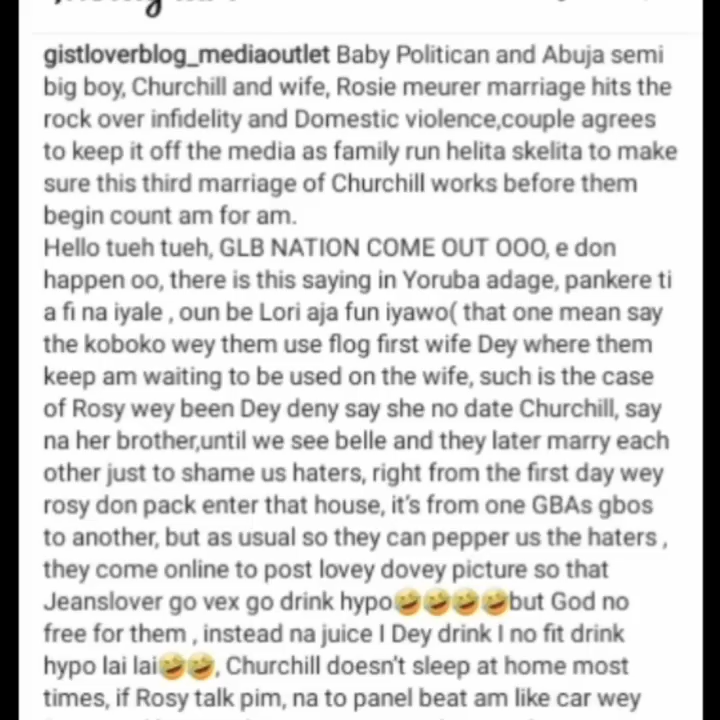 gistloverblog_mediaoutlet Baby Politican and Abuja semi
big boy, Churchill and wife, Rosie meurer marriage hits the
rock over infidelity and Domestic violence,couple agrees
to keep it off the media as family run helita skelita to make
sure this third marriage of Churchill works before them
begin count am for am.
Hello tueh tueh, GLB NATION COME OUT OOO, e don
happen oo, there is this saying in Yoruba adage, pankere ti
a fi na iyale , oun be Lori aja fun iyawo( that one mean say
the koboko wey them use flog first wife Dey where them
keep am waiting to be used on the wife, such is the case
of Rosy wey been Dey deny say she no date Churchill, say
na her brother,until we see belle and they later marry each
other just to shame us haters, right from the first day wey
rosy don pack enter that house, it's from one GBAs gbos
to another, but as usual so they can pepper us the haters ,
they come online to post lovey dovey picture so that
Jeanslover go vex go drink hypo🤣🤣🤣🤣but God no
free for them , instead na juice I Dey drink I no fit drink
hypo lai lai🤣🤣, Churchill doesn't sleep at home most
times, if Rosy talk pim, na to panel beat am like car wey